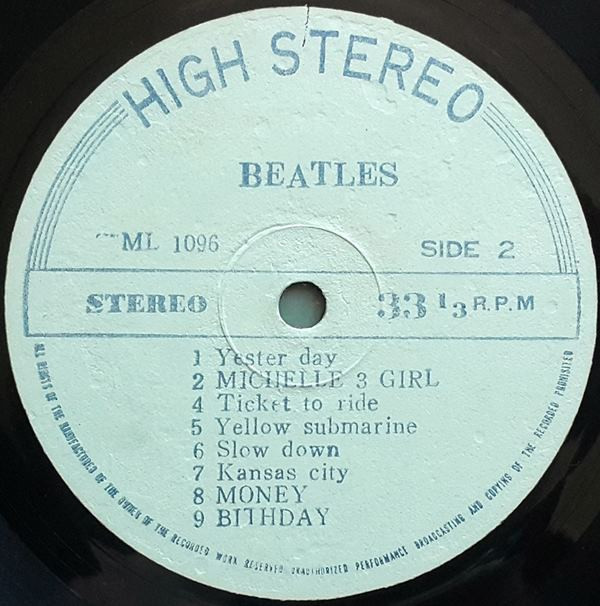 HIGH STEREO
BEATLES
ML 1096
SIDE 2
STEREO
33 1 3 R.P.M
1 Yester day
2 MICHELLE 3 GIRL
4 Ticket to ride
5 Yellow submarine
6 Slow down
7 Kansas city
8 MONEY
9 BITHDAY
ALL RIGHTS OF THE MANUFACTURED OF THE OWNER OF THE RECORDED WORK RESERVED UNAUTHORIZED PERFORMANCE BROADCASTING AND COPYING OF THE RECORDED PROHIBITED